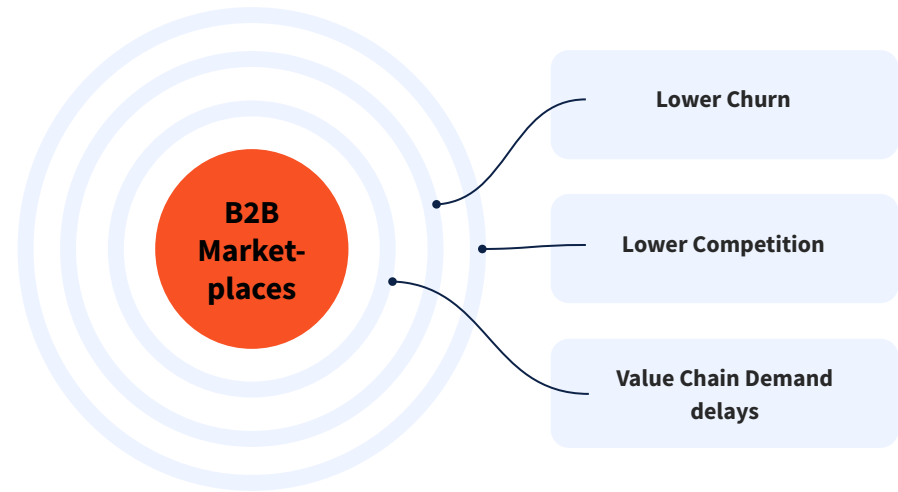 B2B
Market-
places
Lower Churn
Lower Competition
Value Chain Demand
delays